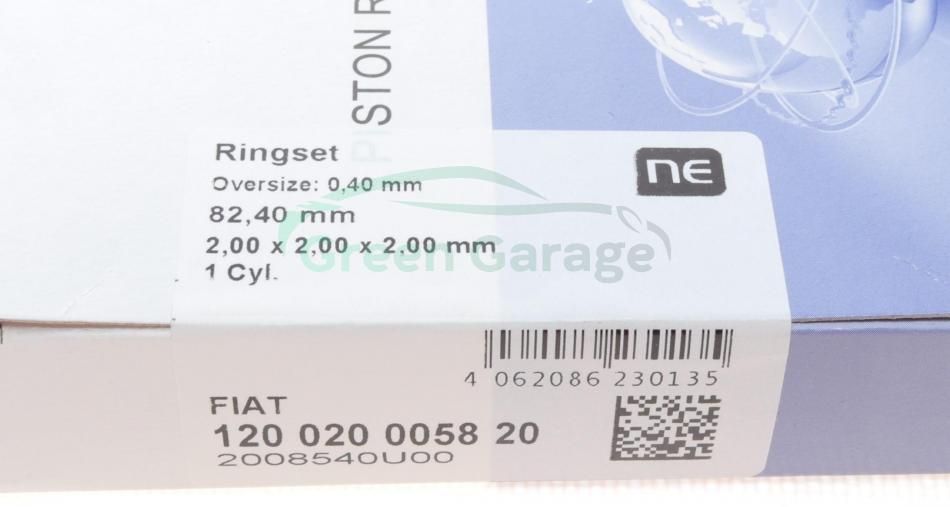 PISTON R
Ringset
Oversize: 0,40 mm
82,40 mm
2,00 x 2,00 x 2,00 mm
1 Cyl.
NE
Green Garage
4 062086 230135
FIAT
120 020 0058 20
2008540U00